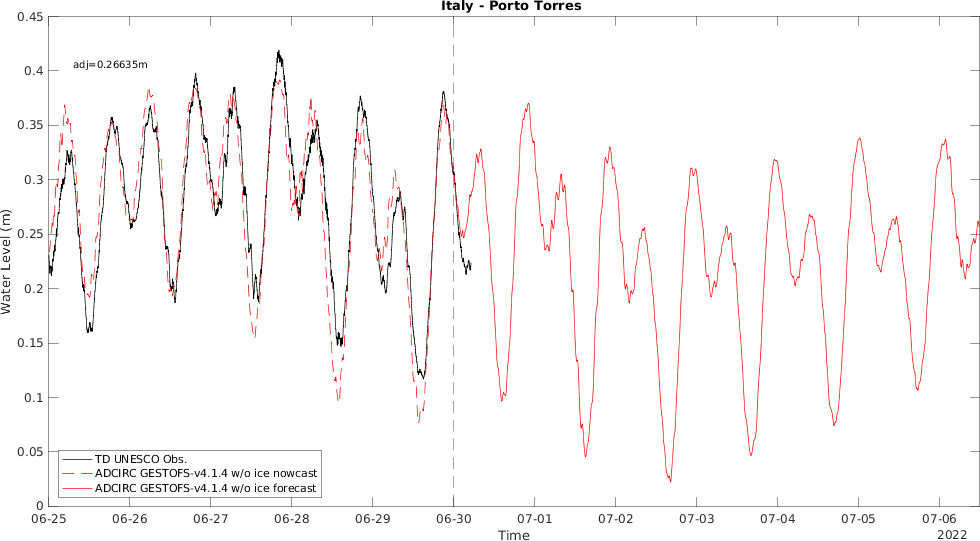 Italy - Porto Torres
adj=0.26635m
0.45
0.4
0.35
0.3
0.25
0.2
0.15
0.1
0.05
0
Water Level (m)
TD UNESCO Obs.
ADCIRC GESTOFS-v4.1.4 w/o ice nowcast
ADCIRC GESTOFS-v4.1.4 w/o ice forecast
06-25 06-26 06-27 06-28 06-29 06-30 07-01 07-02 07-03 07-04 07-05 07-06
Time
2022